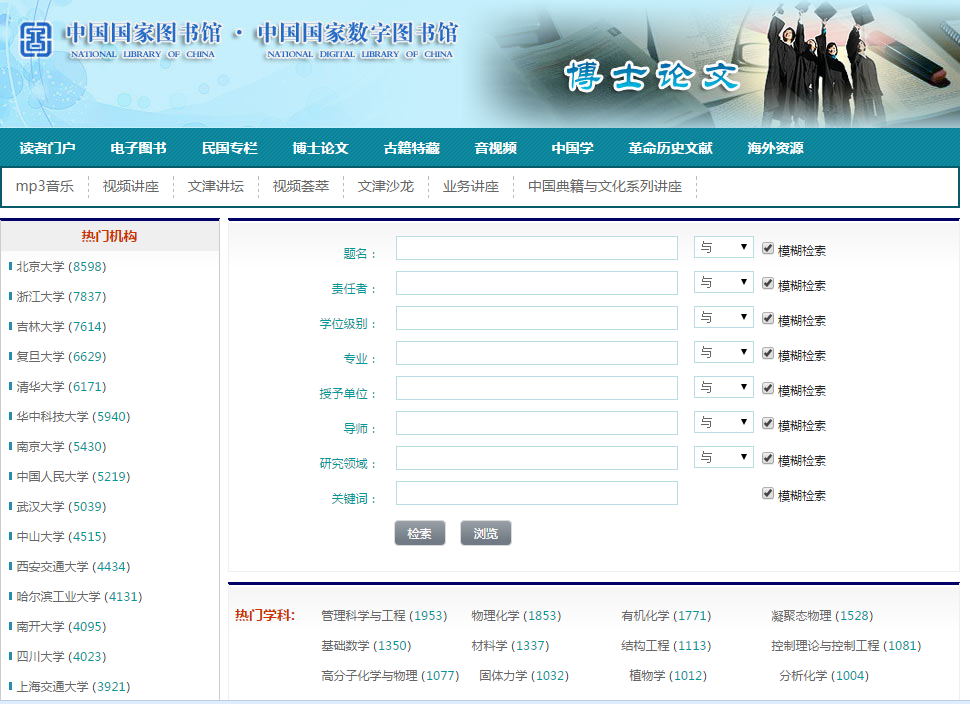 中国国家图书馆 · 中国国家数字图书馆
NATIONAL LIBRARY OF CHINA NATIONAL DIGITAL LIBRARY OF CHINA
博士论文
读者门户 电子图书 民国专栏 博士论文 古籍特藏 音视频 中国学 革命历史文献 海外资源
mp3音乐 视频讲座 文津讲坛 视频荟萃 文津沙龙 业务讲座 中国典籍与文化系列讲座
热门机构
北京大学 (8598)
浙江大学 (7837)
吉林大学 (7614)
复旦大学 (6629)
清华大学 (6171)
华中科技大学 (5940)
南京大学 (5430)
中国人民大学 (5219)
武汉大学 (5039)
中山大学 (4515)
西安交通大学 (4434)
哈尔滨工业大学 (4131)
南开大学 (4095)
四川大学 (4023)
上海交通大学 (3921)
题名： 与 模糊检索
责任者： 与 模糊检索
学位级别： 与 模糊检索
专业： 与 模糊检索
授予单位： 与 模糊检索
导师： 与 模糊检索
研究领域： 与 模糊检索
关键词： 模糊检索
检索 浏览
热门学科: 管理科学与工程 (1953) 物理化学 (1853) 有机化学 (1771) 凝聚态物理 (1528)
基础数学 (1350) 材料学 (1337) 结构工程 (1113) 控制理论与控制工程 (1081)
高分子化学与物理 (1077) 固体力学 (1032) 植物学 (1012) 分析化学 (1004)